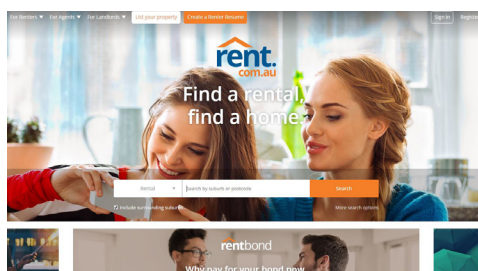 For Renters ▼ For Agents ▼ For Landlords ▼ List your property Create a Renter Resume Sign in Register
rent.
com.au
Find a rental,
find a home.
Rental ▼ Search by suburb or postcode Search
Include surrounding suburbs More search options
rentbond
Why pay for your bond now